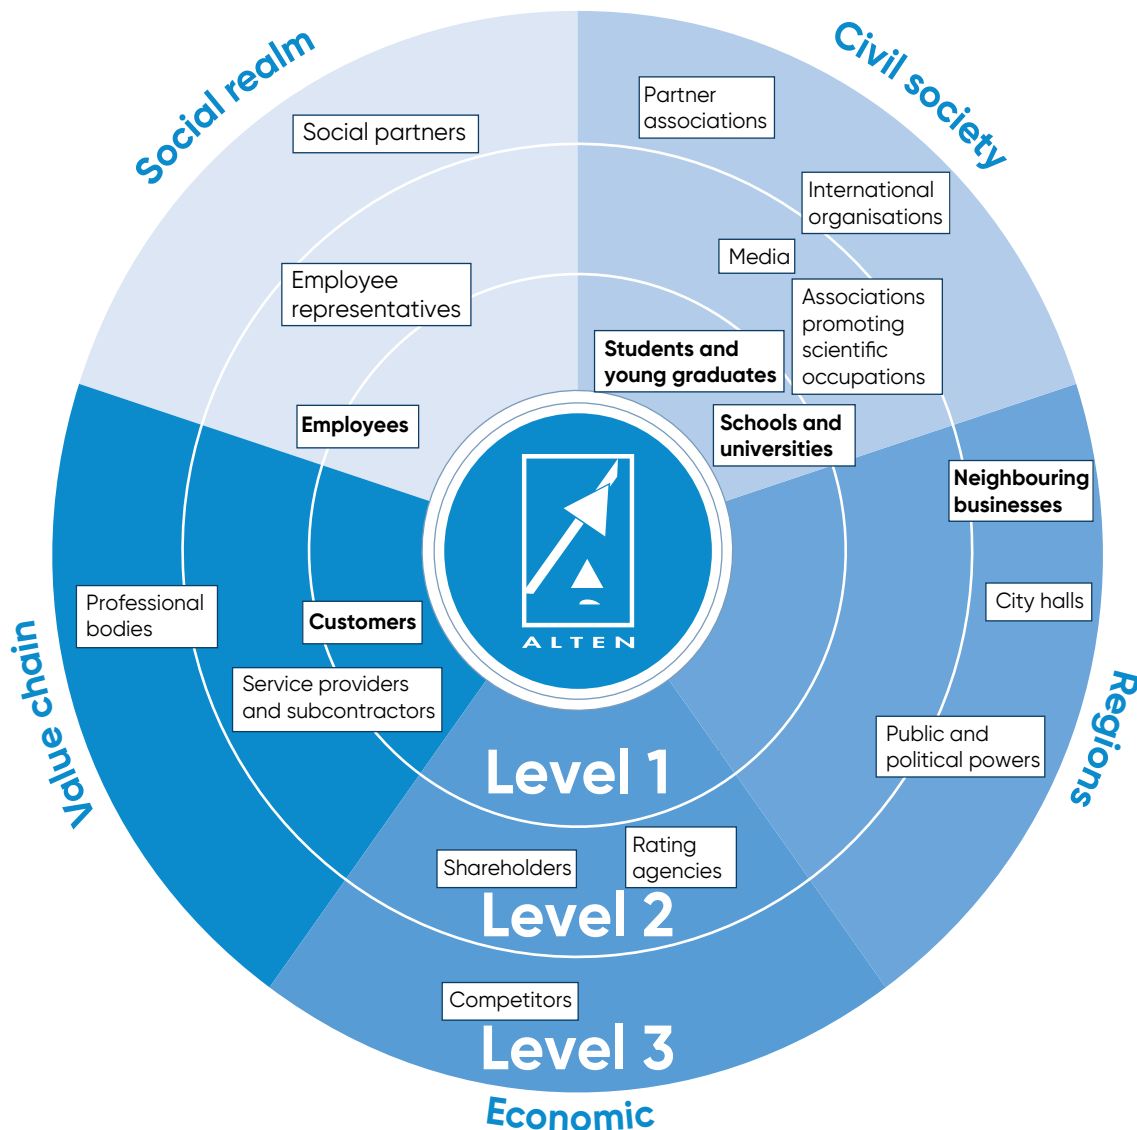 Social realm
Civil society
Social partners
Partner
associations
International
organisations
Media
Employee
representatives
Associations
promoting
scientific
occupations
Students and
young graduates
Employees
Schools and
universities
Neighbouring
businesses
ALTEN
Professional
bodies
Customers
City halls
Service providers
and subcontractors
Value chain
Regions
Public and
political powers
Level 1
Shareholders
Rating
agencies
Level 2
Competitors
Level 3
Economic